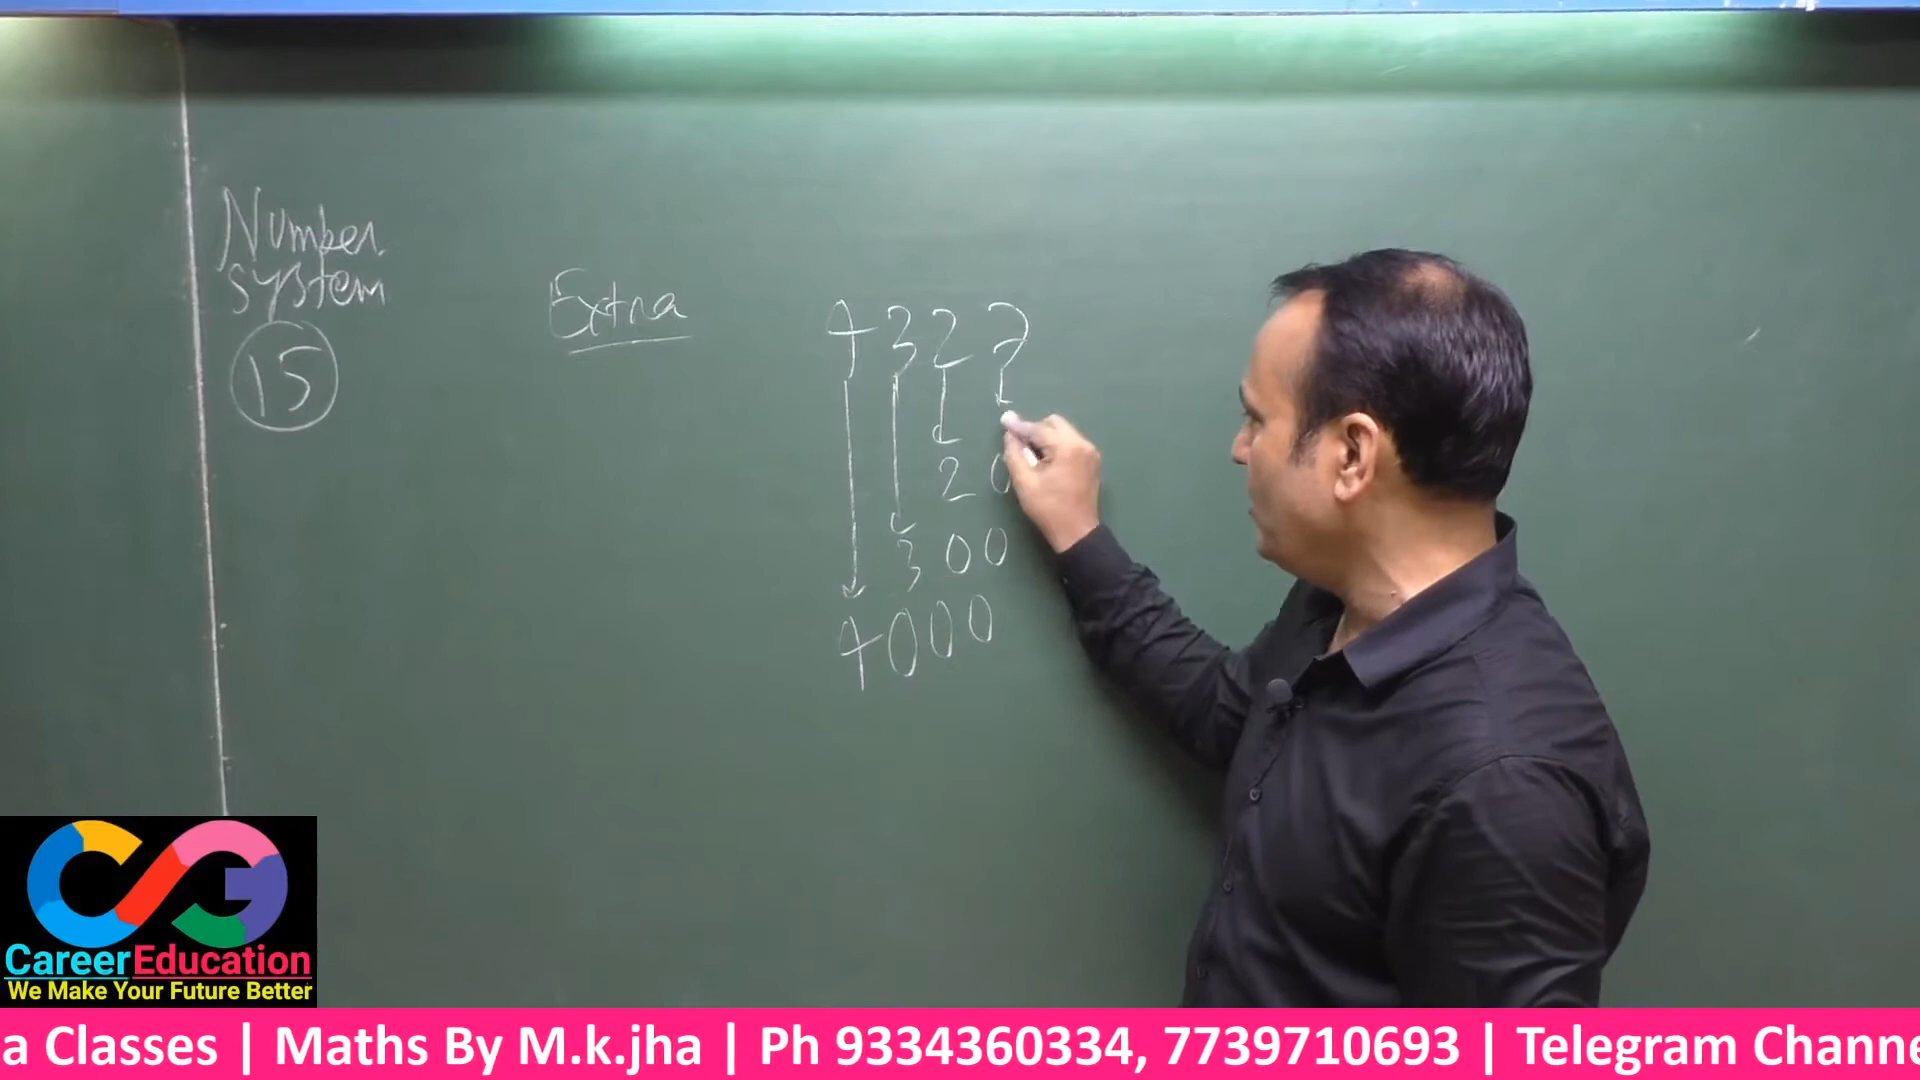 Number
system
15
Extra
4322
20
300
4000
CareerEducation
We Make Your Future Better
a Classes | Maths By M.k.jha | Ph 9334360334, 7739710693 | Telegram Channe